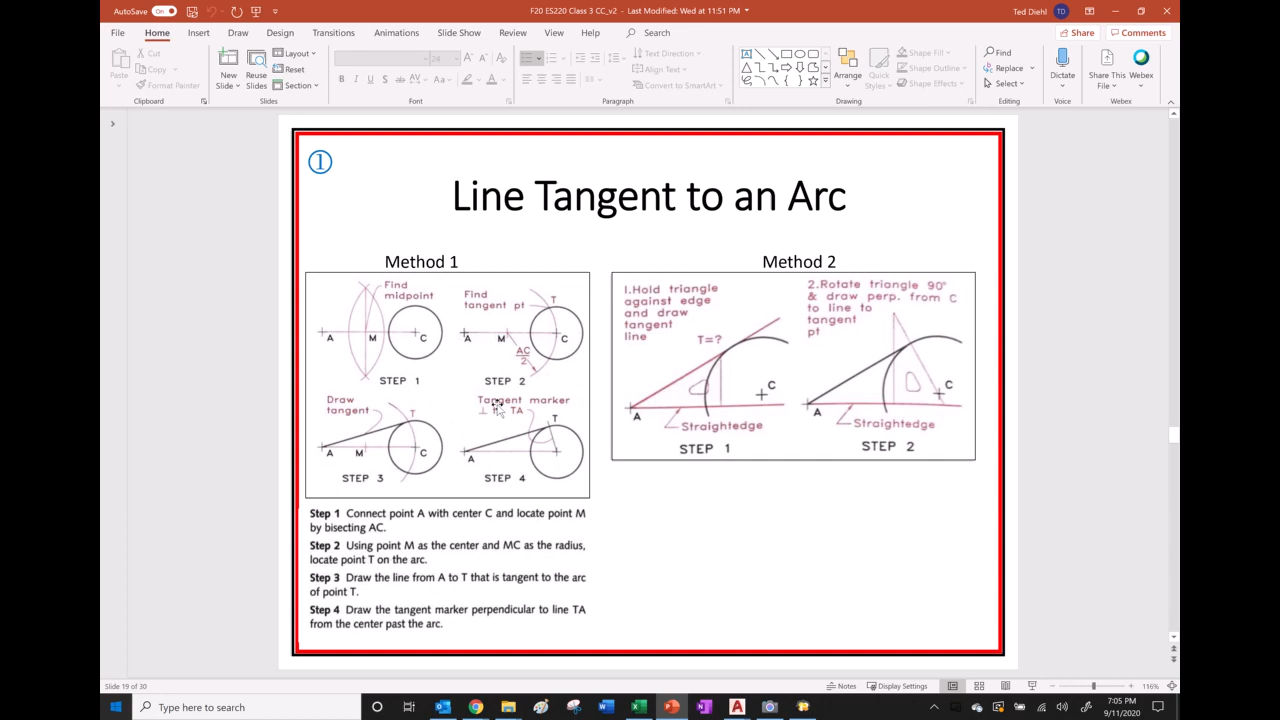 AutoSave On
F20 ES220 Class 3 CC_v2 - Last Modified: Wed at 11:51 PM
Ted Diehl TD
File Home Insert Draw Design Transitions Animations Slide Show Review View Help Search Share Comments
Paste Cut Copy Format Painter
Clipboard
New Slide Reuse Slides Layout Reset Section
Slides
24
Font
Text Direction Align Text Convert to SmartArt
Paragraph
Arrange Quick Styles Shape Fill Shape Outline Shape Effects
Drawing
Find Replace Select
Editing
Dictate
Voice
Share This File Webex
Webex
①
Line Tangent to an Arc
Method 1
Find
midpoint
A M C
STEP 1
Find
tangent pt
T
A M C
AC
2
STEP 2
Draw
tangent
T
A M C
STEP 3
Tangent marker
⊥ TA
T
A
STEP 4
Step 1 Connect point A with center C and locate point M
by bisecting AC.
Step 2 Using point M as the center and MC as the radius,
locate point T on the arc.
Step 3 Draw the line from A to T that is tangent to the arc
of point T.
Step 4 Draw the tangent marker perpendicular to line TA
from the center past the arc.
Method 2
1.Hold triangle
against edge
and draw
tangent
line
T=?
C
A
Straightedge
STEP 1
2.Rotate triangle 90°
& draw perp. from C
to line to
tangent
pt
C
A
Straightedge
STEP 2
Slide 19 of 30
Notes Display Settings 116%
Type here to search
7:05 PM
9/11/2020